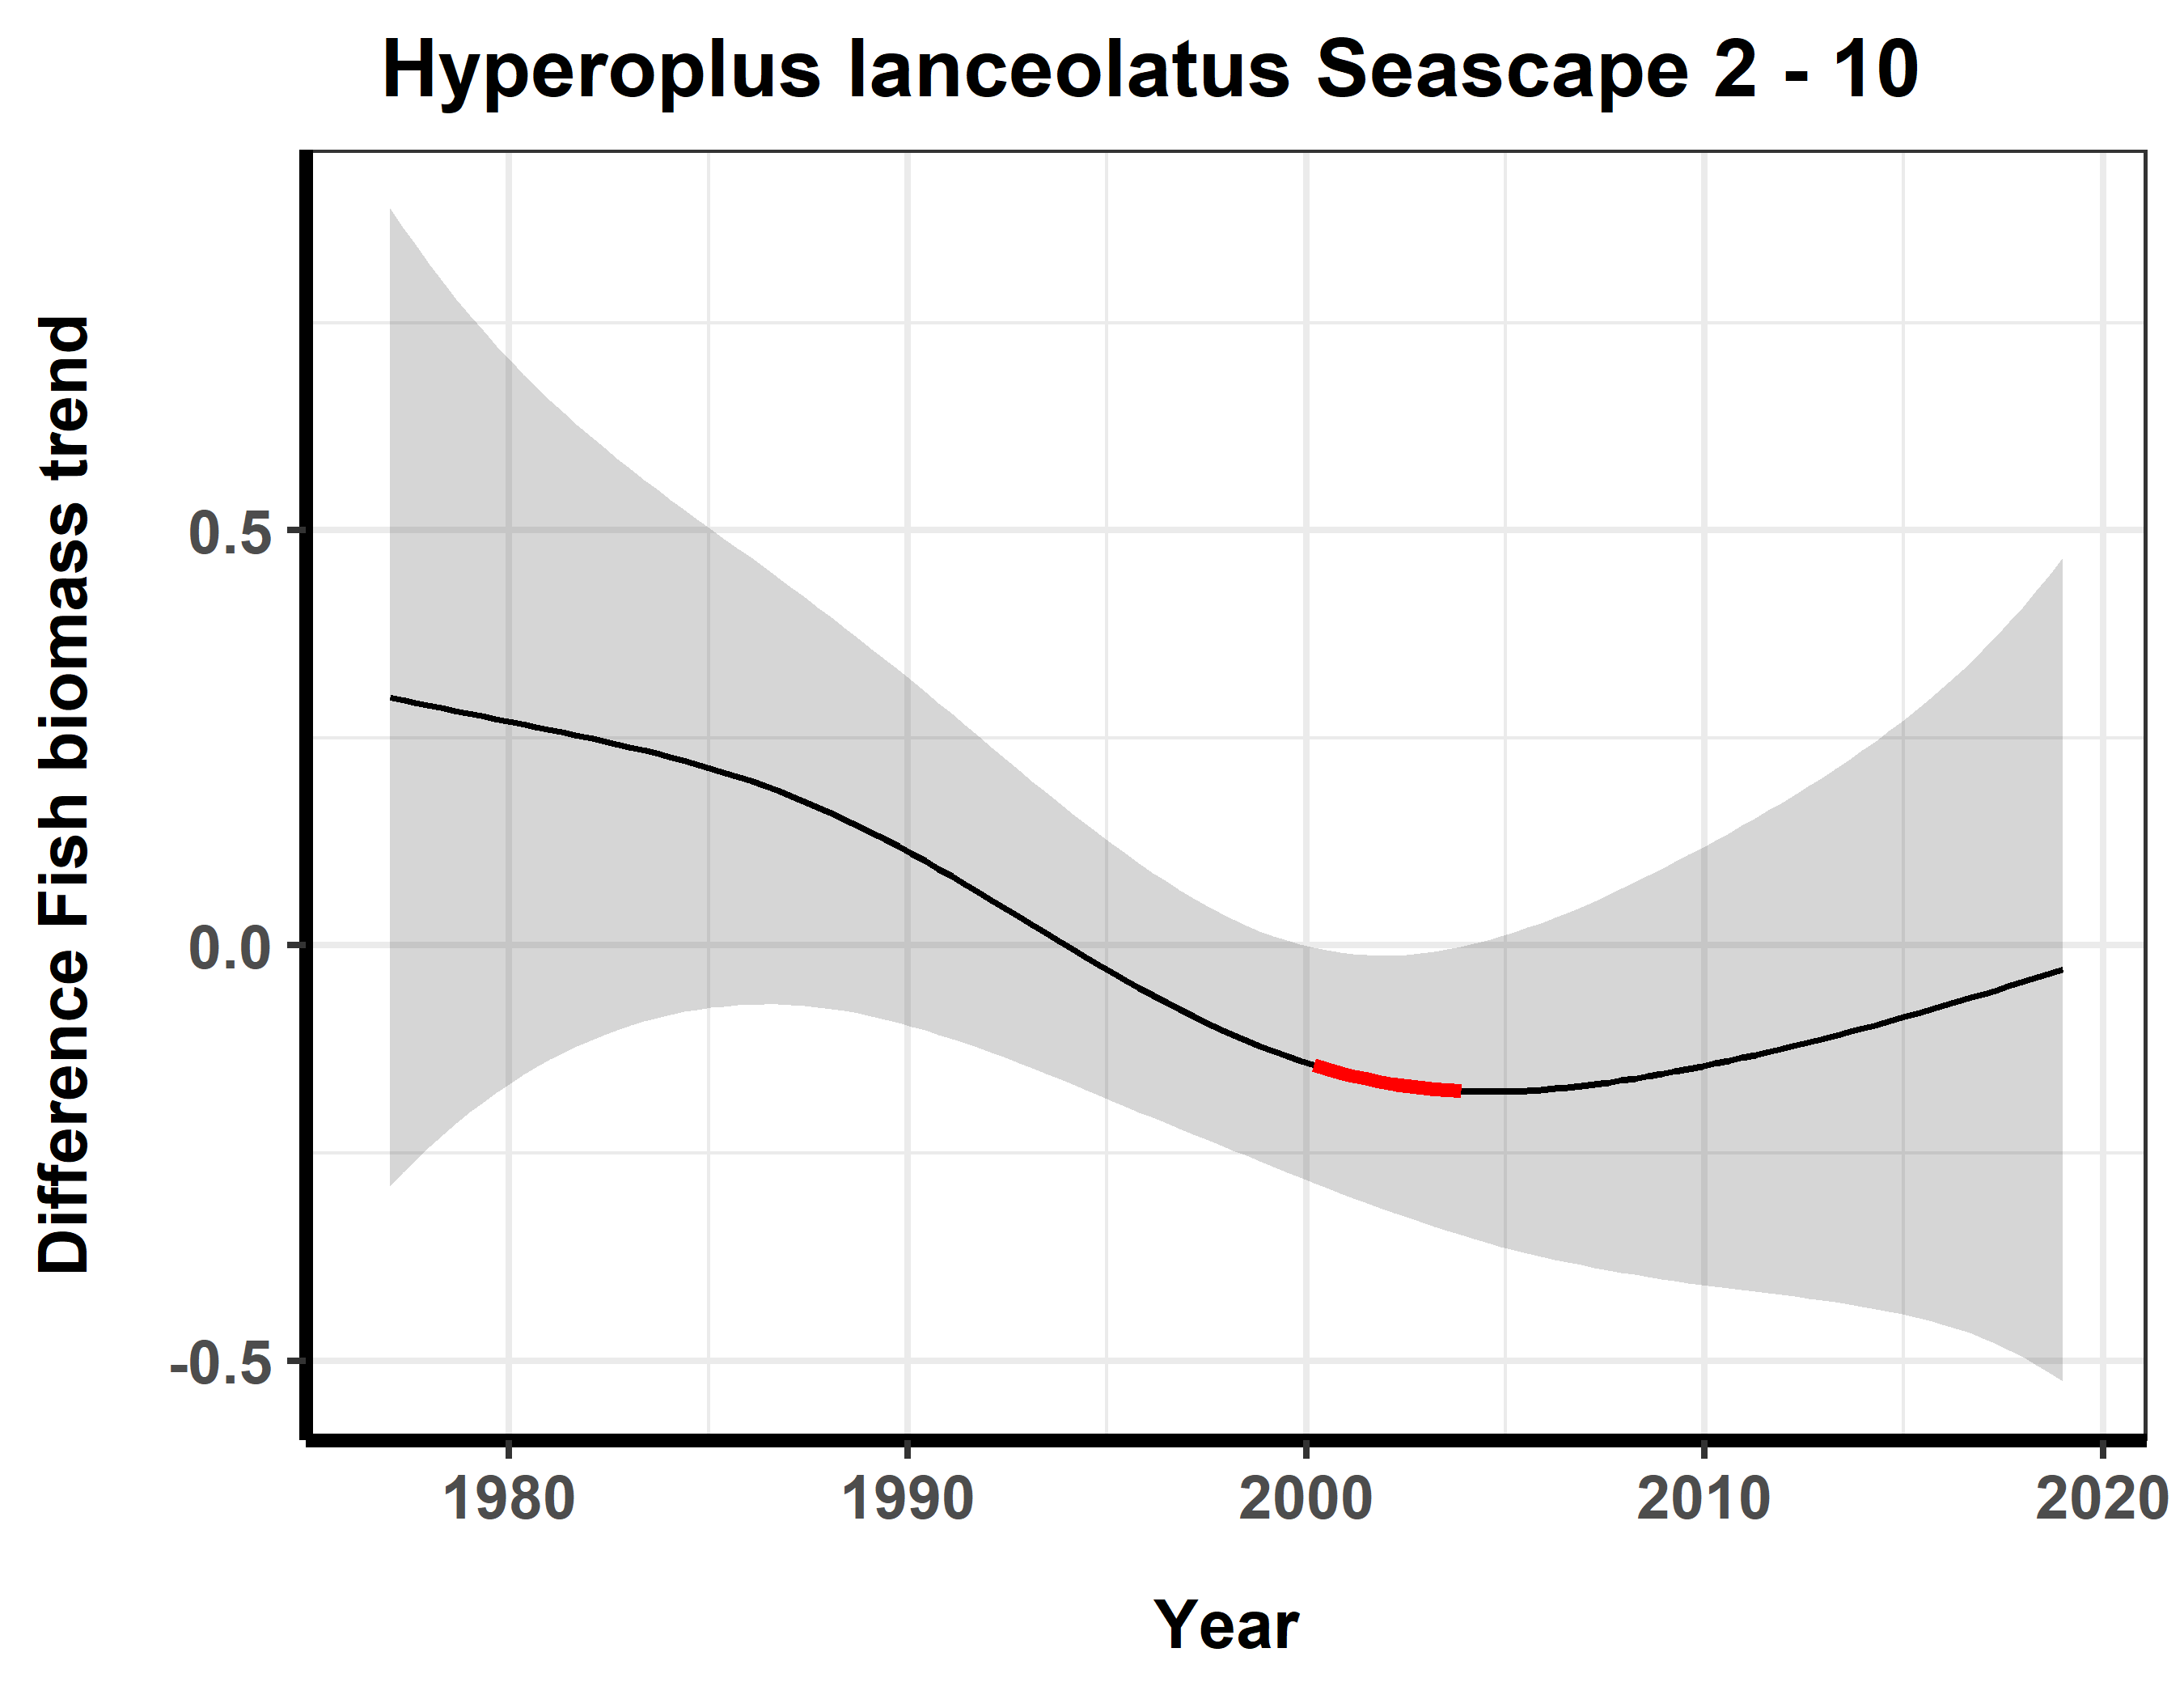 Hyperoplus lanceolatus Seascape 2 - 10
Difference Fish biomass trend
0.5
0.0
-0.5
1980 1990 2000 2010 2020
Year